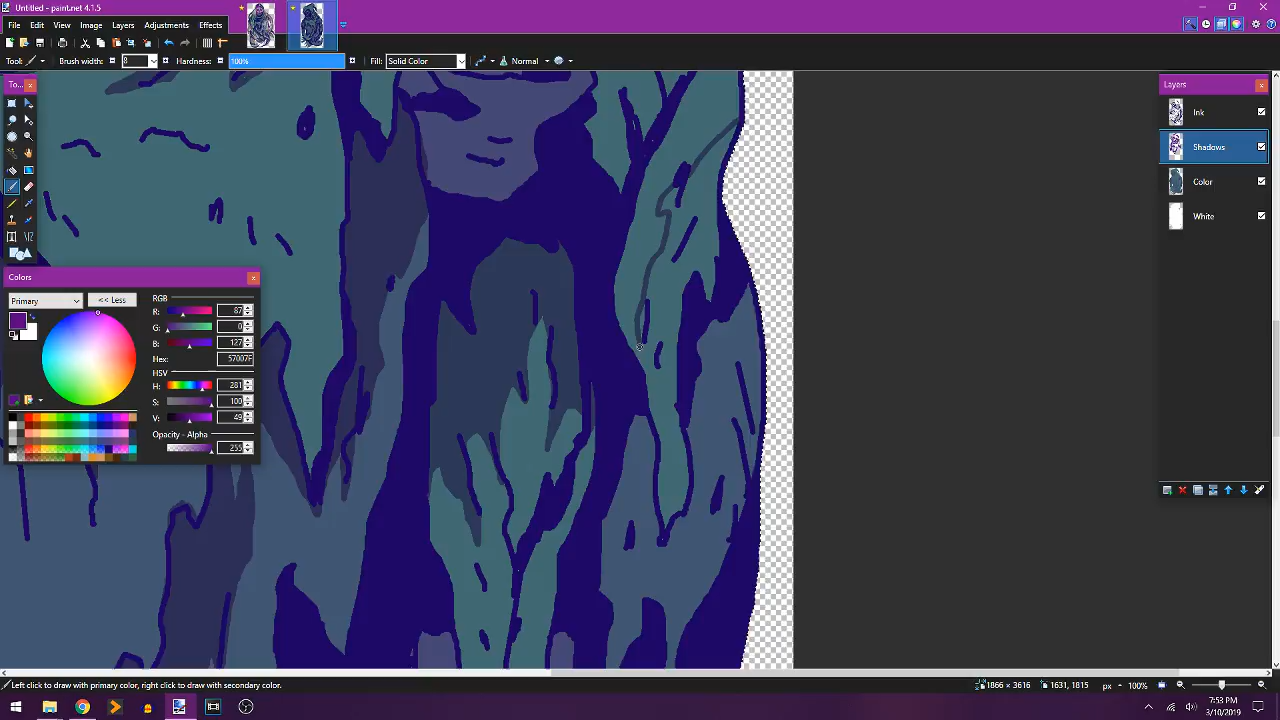 Untitled - paint.net 4.1.5
File Edit View Image Layers Adjustments Effects
Tool: Brush width: 8 Hardness: 100% Fill: Solid Color Normal
To...
Layers
Ink
Shadows
Color
White
Colors
Primary << Less
RGB
R: 87
G: 0
B: 127
Hex: 57007F
HSV
H: 281
S: 100
V: 49
Opacity - Alpha
255
Left click to draw with primary color, right click to draw with secondary color. 1866 × 3616 1631, 1815 px 100%
7:53 PM
3/10/2019